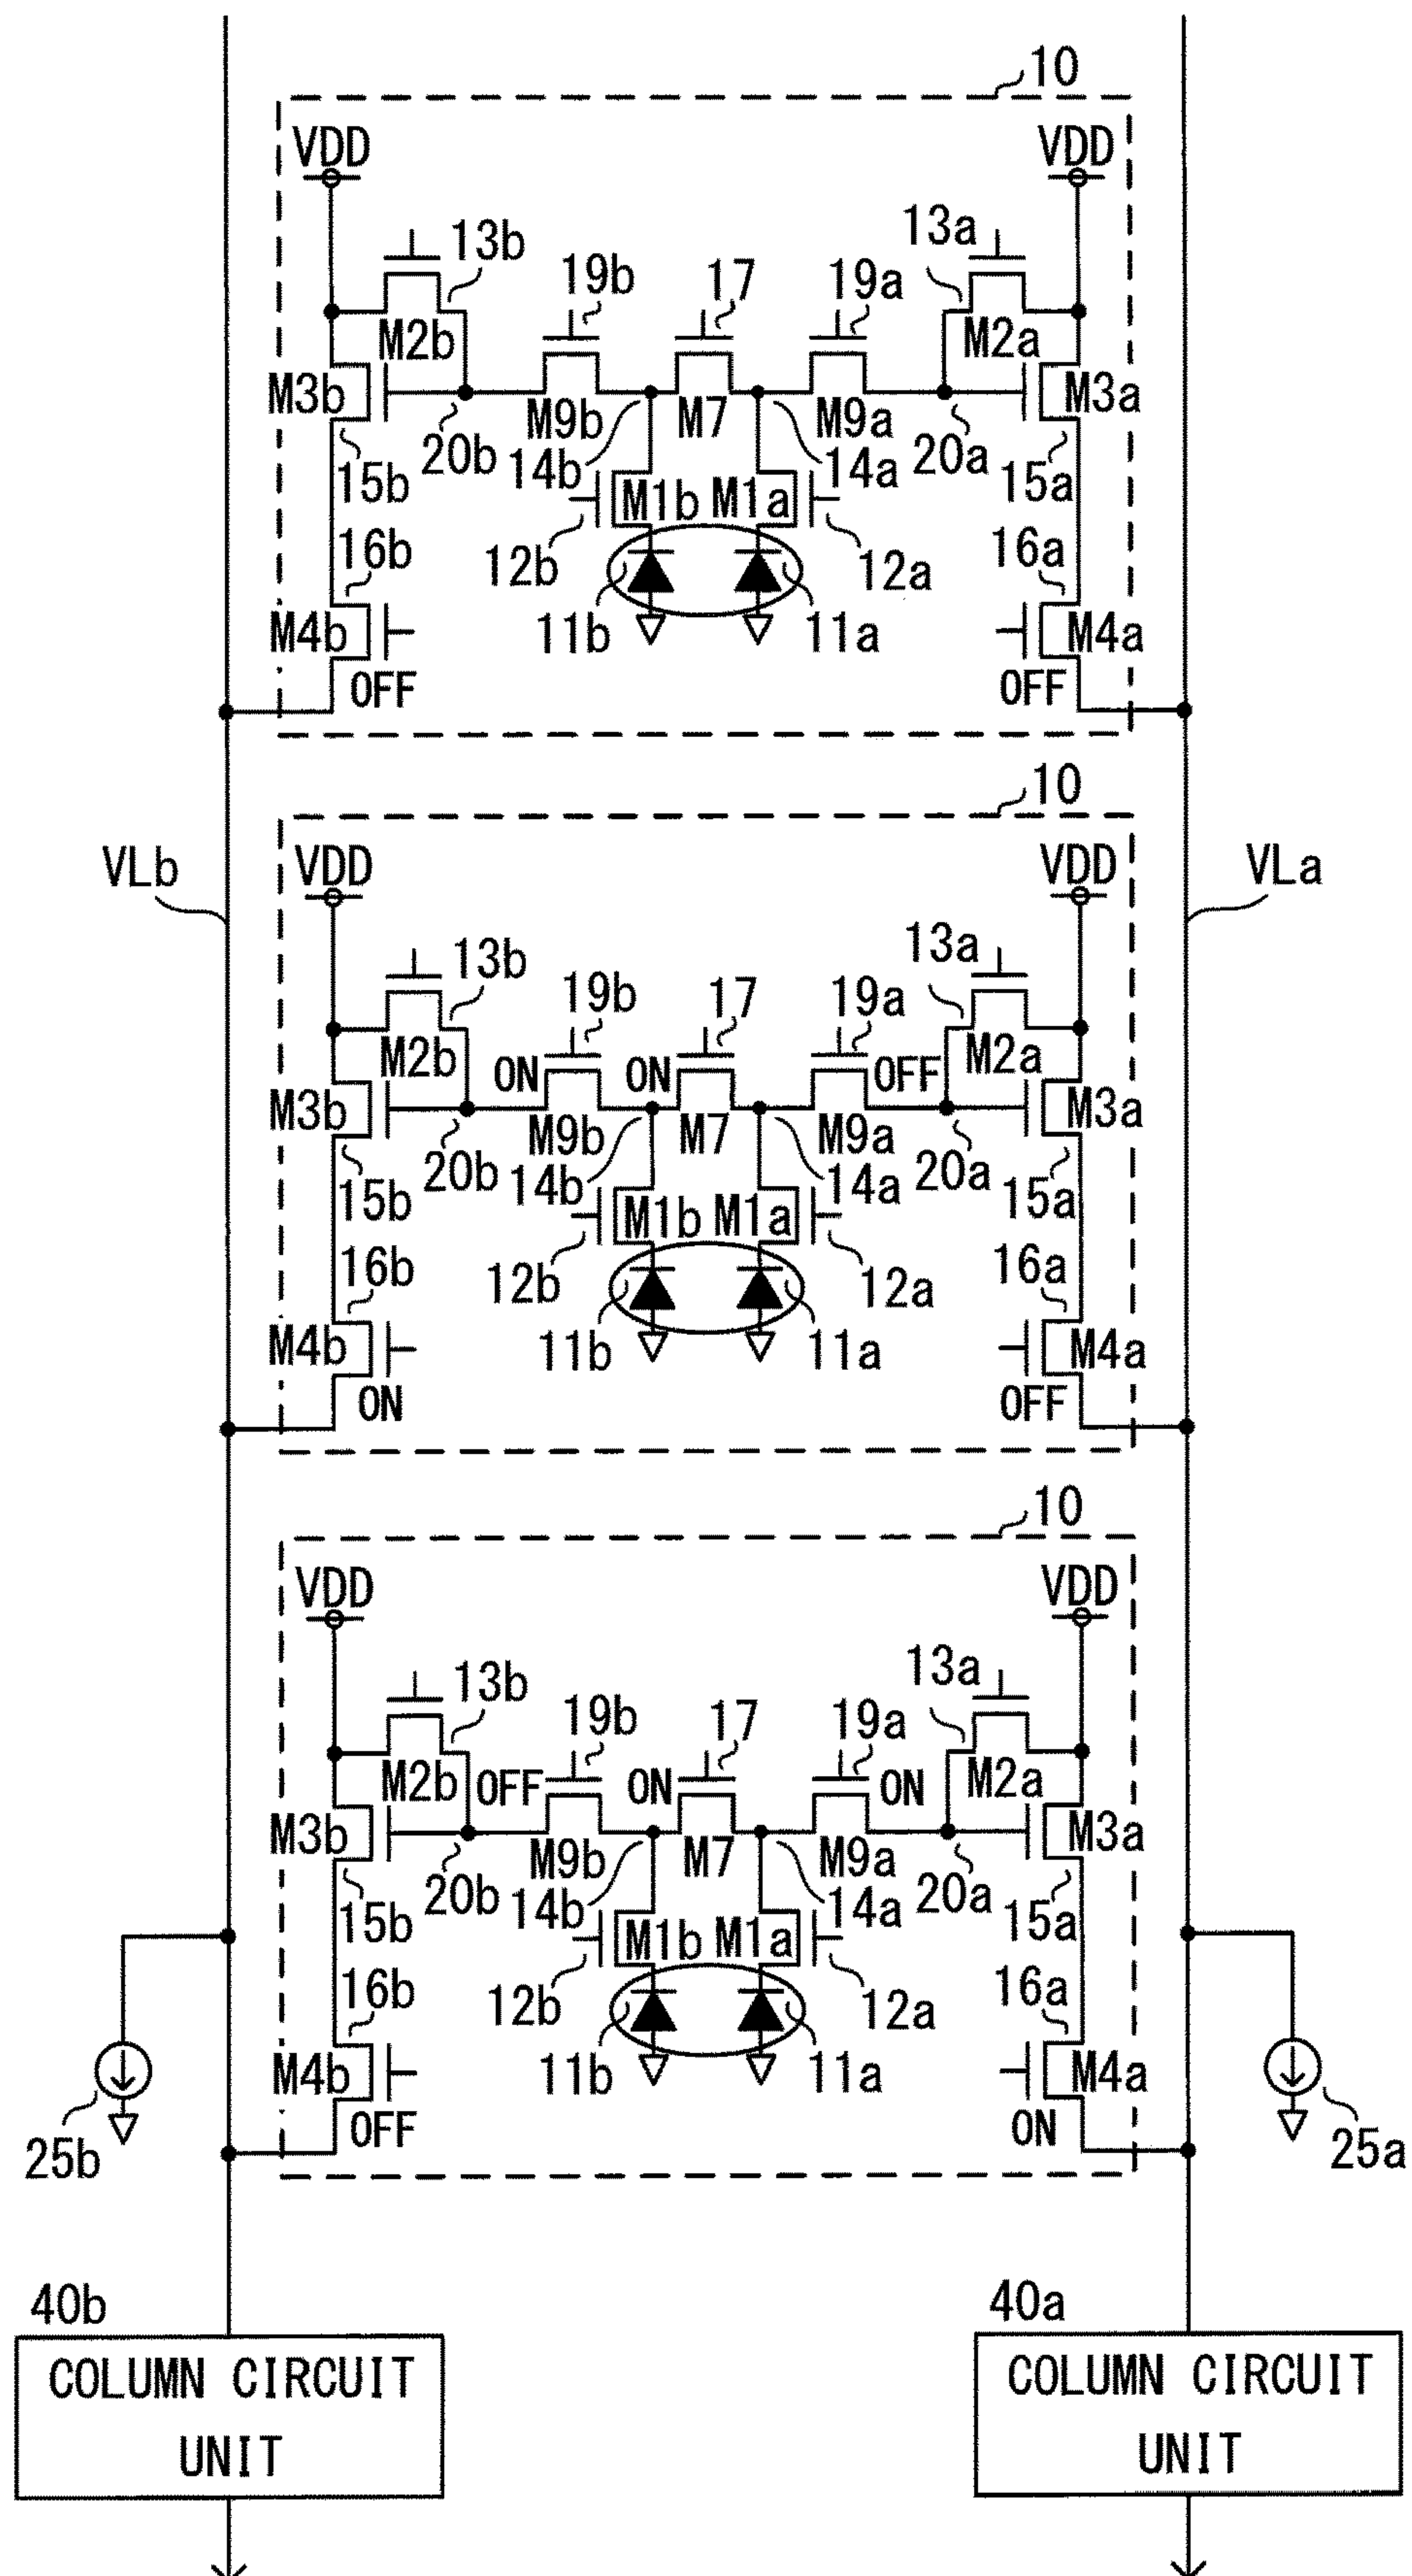 10
VDD VDD
13b 13a
19b 17 19a
M2b M2a
M3b M9b M7 M9a M3a
20b 14b 14a 20a
15b M1b M1a 15a
16b 12b 12a 16a
11b 11a
M4b M4a
OFF OFF
10
VLb VDD VDD VLa
13b 13a
19b 17 19a
M2b ON ON OFF M2a
M3b M9b M7 M9a M3a
20b 14b 14a 20a
15b M1b M1a 15a
16b 12b 12a 16a
11b 11a
M4b M4a
ON OFF
10
VDD VDD
13b 13a
19b 17 19a
M2b OFF ON ON M2a
M3b M9b M7 M9a M3a
20b 14b 14a 20a
15b M1b M1a 15a
16b 12b 12a 16a
11b 11a
M4b M4a
OFF ON
25b 25a
40b 40a
COLUMN CIRCUIT
UNIT
COLUMN CIRCUIT
UNIT